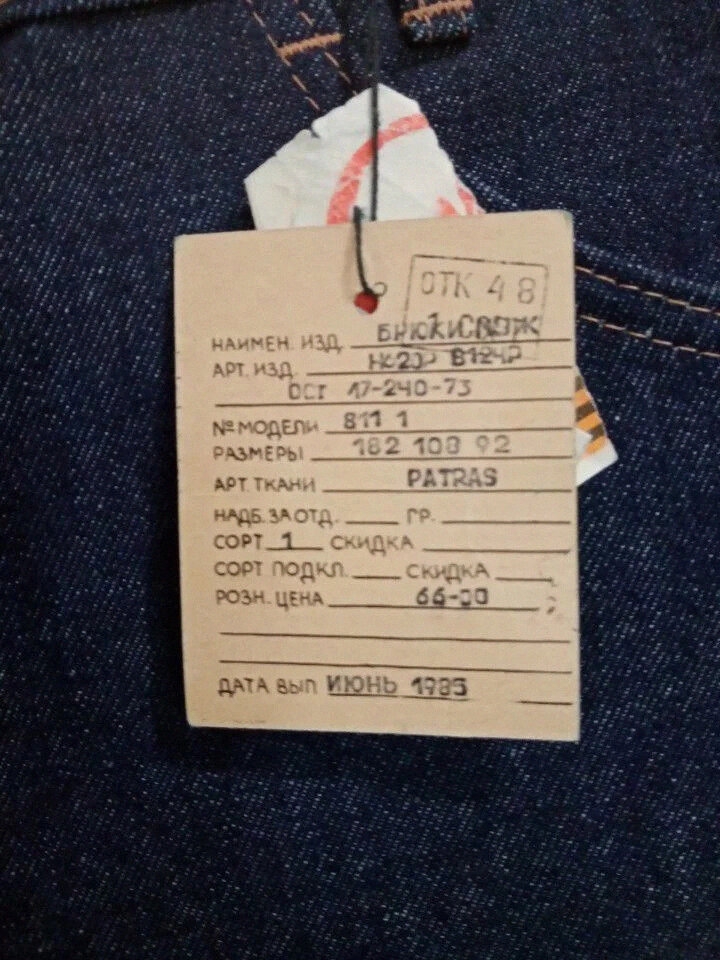 ОТК 48
НАИМЕН. ИЗД. БРЮКИ
АРТ. ИЗД.
ОСТ 17-240-73
№ МОДЕЛИ 811 1
РАЗМЕРЫ 182 108 92
АРТ. ТКАНИ PATRAS
НАДБ. ЗА ОТД. ГР.
СОРТ 1 СКИДКА
СОРТ ПОДКЛ. СКИДКА
РОЗН. ЦЕНА 66-00
ДАТА ВЫП ИЮНЬ 1985